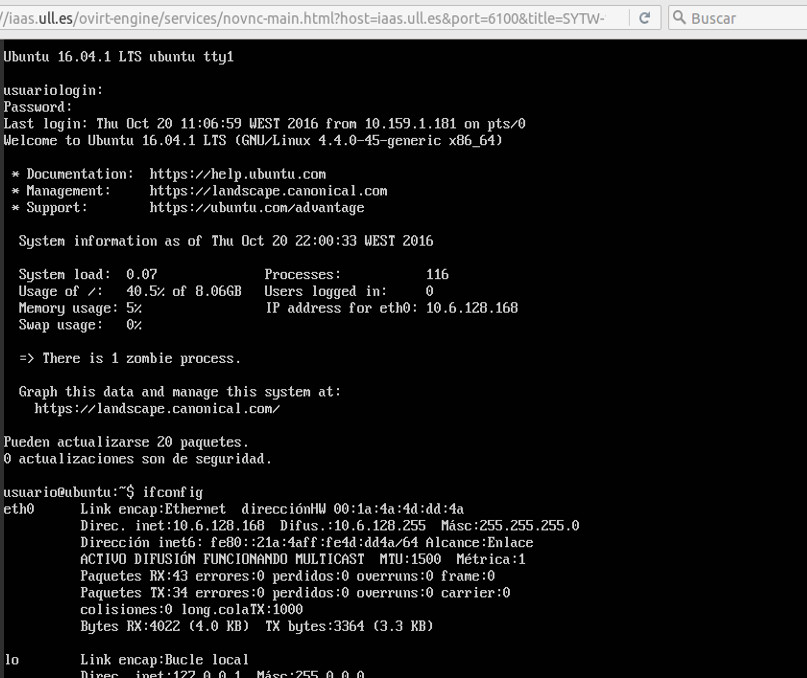 //iaas.ull.es/ovirt-engine/services/novnc-main.html?host=iaas.ull.es&port=6100&title=SYTW- Buscar
Ubuntu 16.04.1 LTS ubuntu tty1
usuariologin:
Password:
Last login: Thu Oct 20 11:06:59 WEST 2016 from 10.159.1.181 on pts/0
Welcome to Ubuntu 16.04.1 LTS (GNU/Linux 4.4.0-45-generic x86_64)
* Documentation: https://help.ubuntu.com
* Management: https://landscape.canonical.com
* Support: https://ubuntu.com/advantage
System information as of Thu Oct 20 22:00:33 WEST 2016
System load: 0.07 Processes: 116
Usage of /: 40.5% of 8.06GB Users logged in: 0
Memory usage: 5% IP address for eth0: 10.6.128.168
Swap usage: 0%
=> There is 1 zombie process.
Graph this data and manage this system at:
https://landscape.canonical.com/
Pueden actualizarse 20 paquetes.
0 actualizaciones son de seguridad.
usuario@ubuntu:~$ ifconfig
eth0 Link encap:Ethernet direcciónHW 00:1a:4a:4d:dd:4a
Direc. inet:10.6.128.168 Difus.:10.6.128.255 Másc:255.255.255.0
Dirección inet6: fe80::21a:4aff:fe4d:dd4a/64 Alcance:Enlace
ACTIVO DIFUSIÓN FUNCIONANDO MULTICAST MTU:1500 Métrica:1
Paquetes RX:43 errores:0 perdidos:0 overruns:0 frame:0
Paquetes TX:34 errores:0 perdidos:0 overruns:0 carrier:0
colisiones:0 long.colaTX:1000
Bytes RX:4022 (4.0 KB) TX bytes:3364 (3.3 KB)
lo Link encap:Bucle local
Direc. inet:127.0.0.1 Másc:255.0.0.0